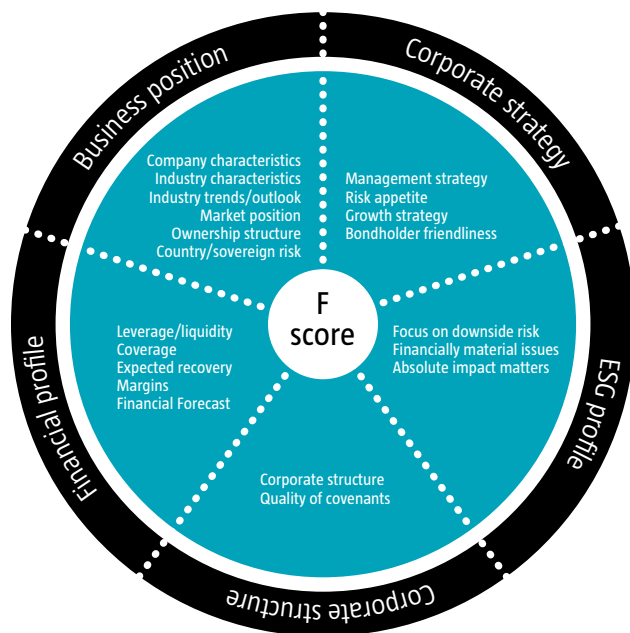 Business position
Corporate strategy
Company characteristics
Industry characteristics
Industry trends/outlook
Market position
Ownership structure
Country/sovereign risk
Management strategy
Risk appetite
Growth strategy
Bondholder friendliness
F
score
Leverage/liquidity
Coverage
Expected recovery
Margins
Financial Forecast
Focus on downside risk
Financially material issues
Absolute impact matters
Financial profile
ESG profile
Corporate structure
Quality of covenants
Corporate structure